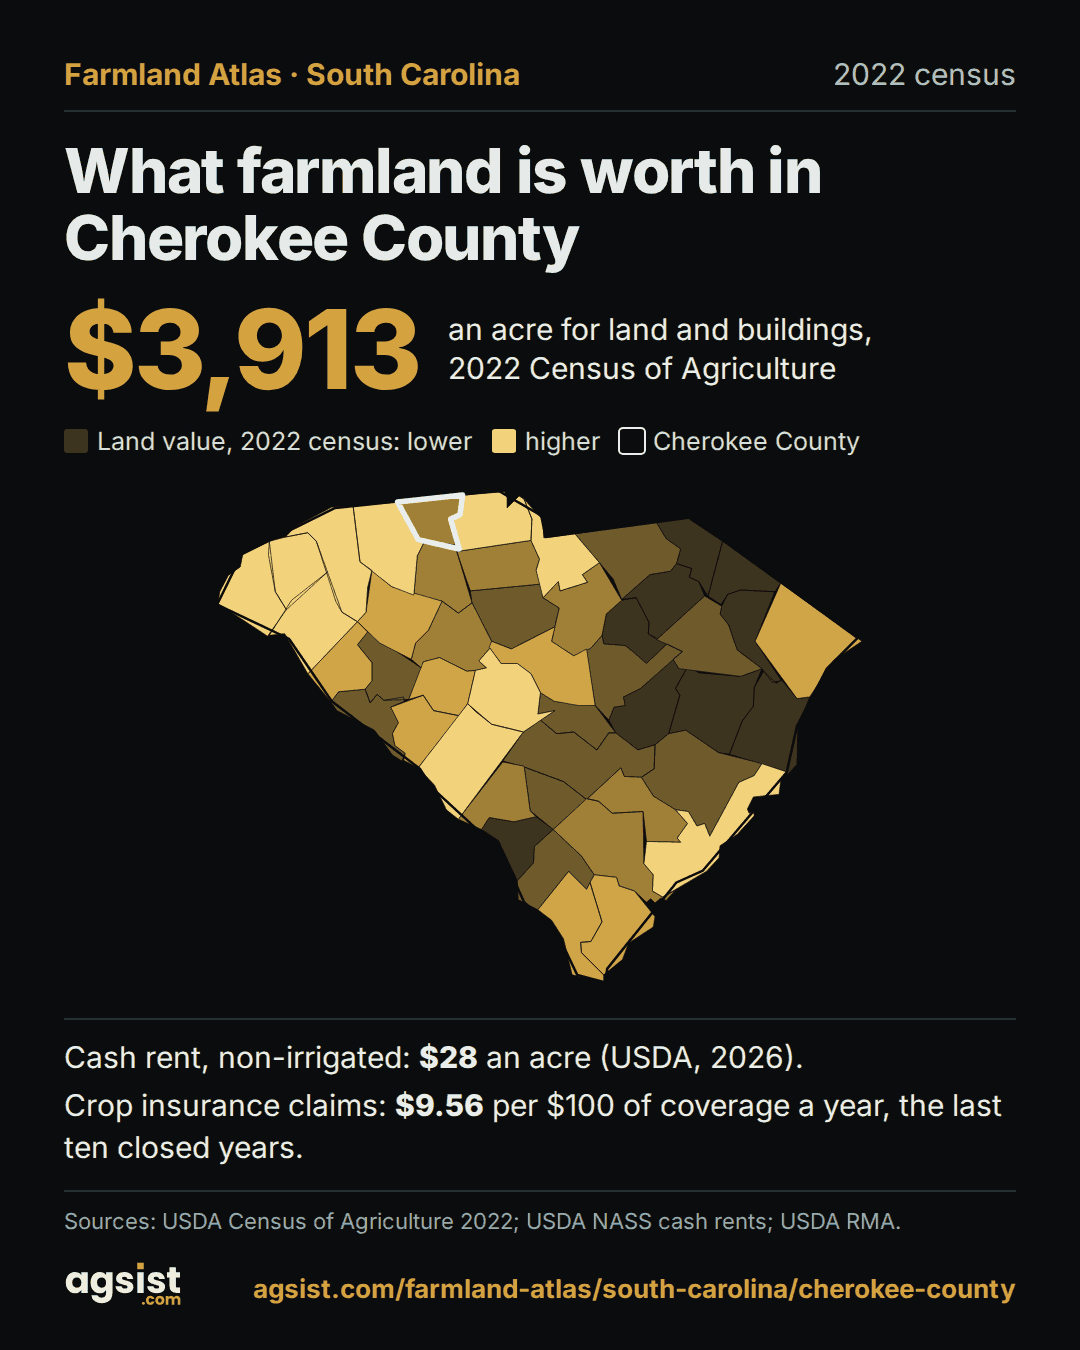 Farmland Atlas · South Carolina
2022 census
What farmland is worth in
Cherokee County
$3,913
an acre for land and buildings,
2022 Census of Agriculture
Land value, 2022 census: lower
higher
Cherokee County
Cash rent, non-irrigated: $28 an acre (USDA, 2026).
Crop insurance claims: $9.56 per $100 of coverage a year, the last
ten closed years.
Sources: USDA Census of Agriculture 2022; USDA NASS cash rents; USDA RMA.
agsist
.com
agsist.com/farmland-atlas/south-carolina/cherokee-county